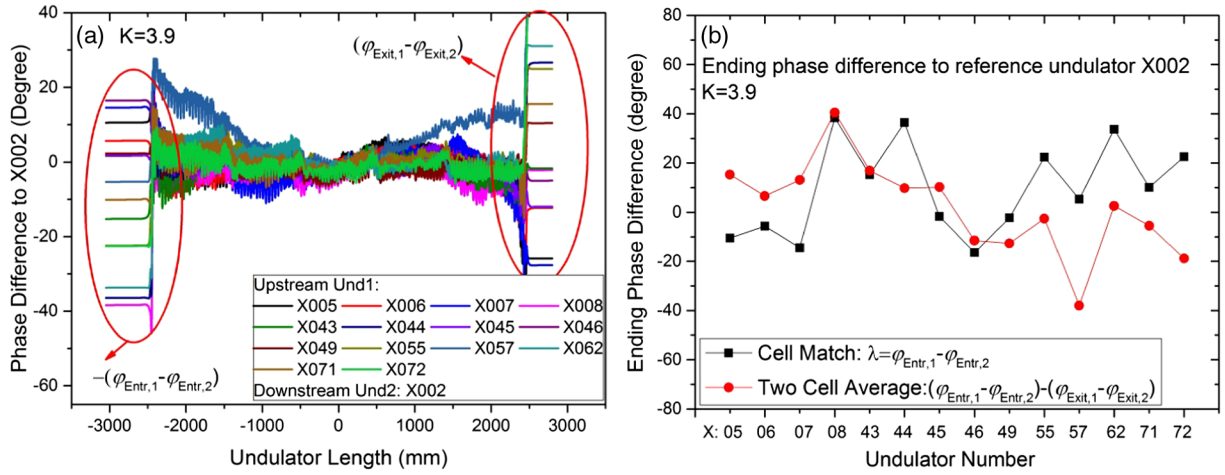 (a) K=3.9
(φExit,1-φExit,2)
Phase Difference to X002 (Degree)
40
20
0
-20
-40
-60
−(φEntr,1-φEntr,2)
Upstream Und1:
X005 X006 X007 X008
X043 X044 X045 X046
X049 X055 X057 X062
X071 X072
Downstream Und2: X002
-3000 -2000 -1000 0 1000 2000 3000
Undulator Length (mm)
(b)
Ending phase difference to reference undulator X002
K=3.9
Ending Phase Difference (degree)
80
60
40
20
0
-20
-40
-60
-80
Cell Match: λ=φEntr,1-φEntr,2
Two Cell Average:(φEntr,1-φEntr,2)-(φExit,1-φExit,2)
X: 05 06 07 08 43 44 45 46 49 55 57 62 71 72
Undulator Number